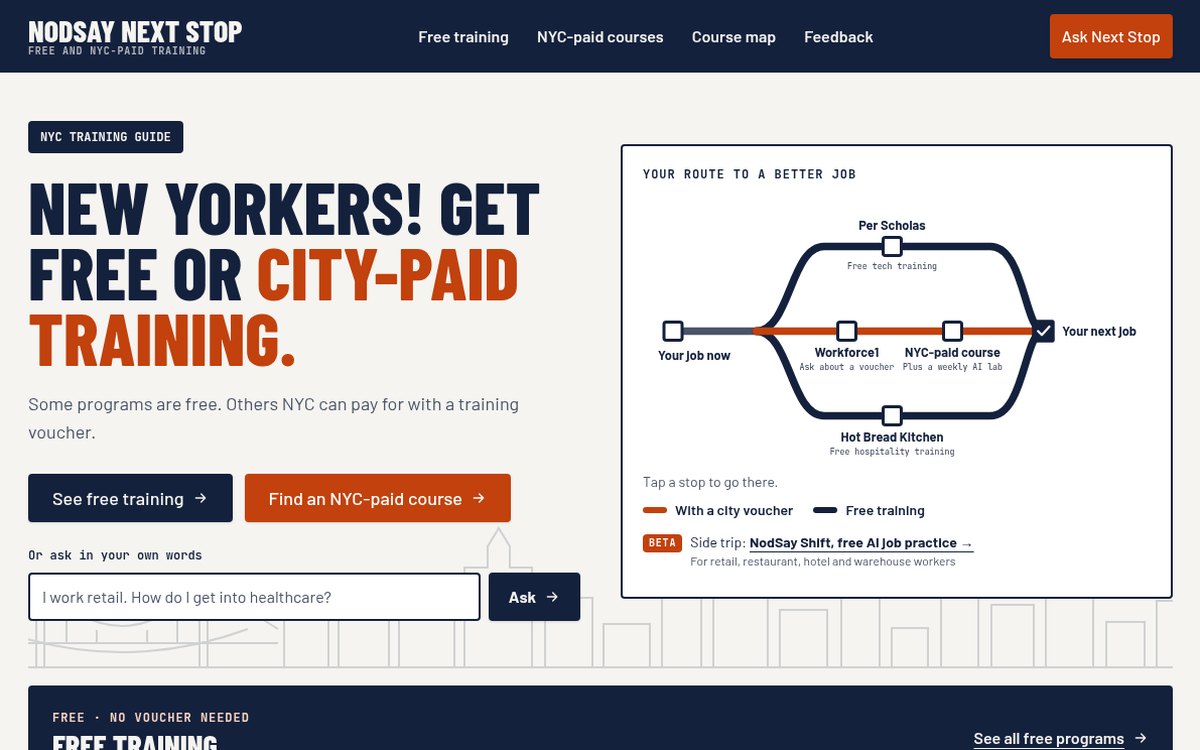 NODSAY NEXT STOP
FREE AND NYC-PAID TRAINING
Free training
NYC-paid courses
Course map
Feedback
Ask Next Stop
NYC TRAINING GUIDE
NEW YORKERS! GET
FREE OR CITY-PAID
TRAINING.
Some programs are free. Others NYC can pay for with a training
voucher.
See free training →
Find an NYC-paid course →
Or ask in your own words
I work retail. How do I get into healthcare?
Ask →
YOUR ROUTE TO A BETTER JOB
Per Scholas
Free tech training
Your job now
Workforce1
Ask about a voucher
NYC-paid course
Plus a weekly AI lab
Your next job
Hot Bread Kitchen
Free hospitality training
Tap a stop to go there.
With a city voucher
Free training
BETA Side trip: NodSay Shift, free AI job practice →
For retail, restaurant, hotel and warehouse workers
FREE · NO VOUCHER NEEDED
FREE TRAINING
See all free programs →